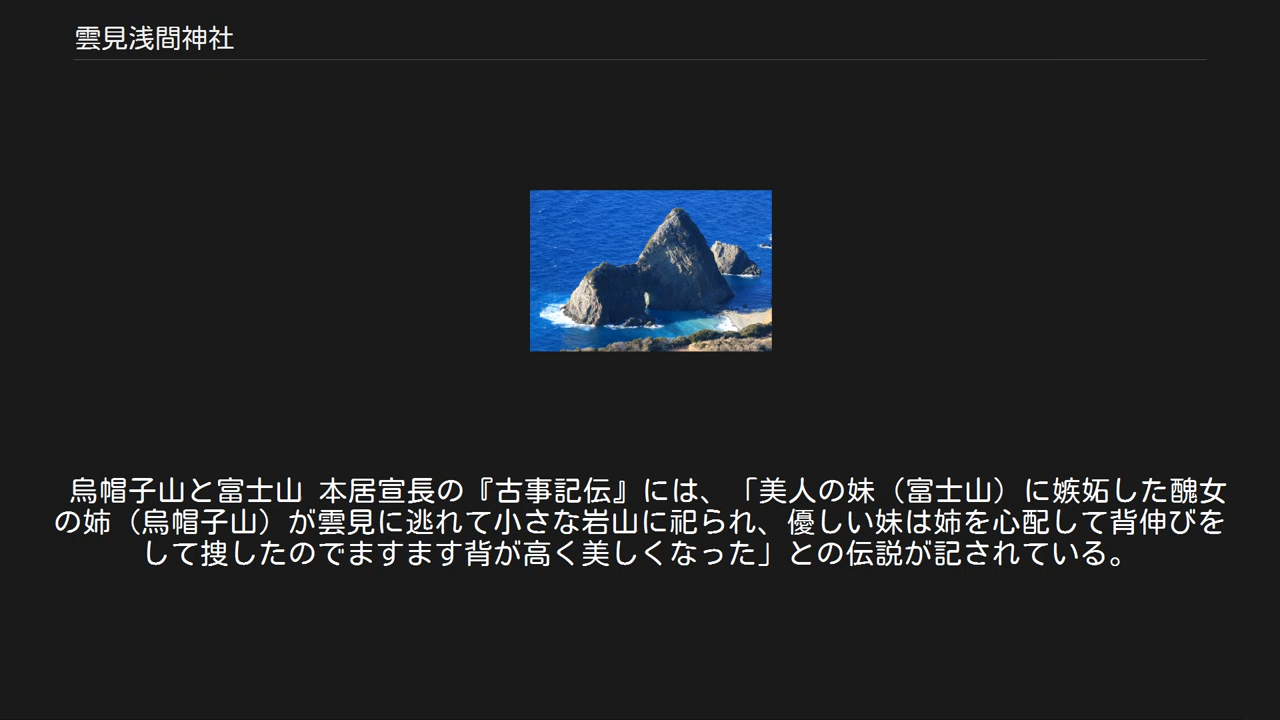 雲見浅間神社
烏帽子山と富士山 本居宣長の『古事記伝』には、「美人の妹（富士山）に嫉妬した醜女
の姉（烏帽子山）が雲見に逃れて小さな岩山に祀られ、優しい妹は姉を心配して背伸びを
して捜したのでますます背が高く美しくなった」との伝説が記されている。